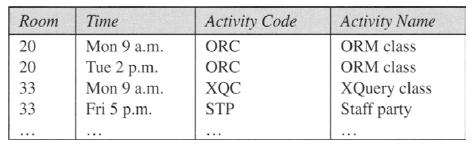 Room Time Activity Code Activity Name
20 Mon 9 a.m. ORC ORM class
20 Tue 2 p.m. ORC ORM class
33 Mon 9 a.m. XQC XQuery class
33 Fri 5 p.m. STP Staff party
... ... ... ...